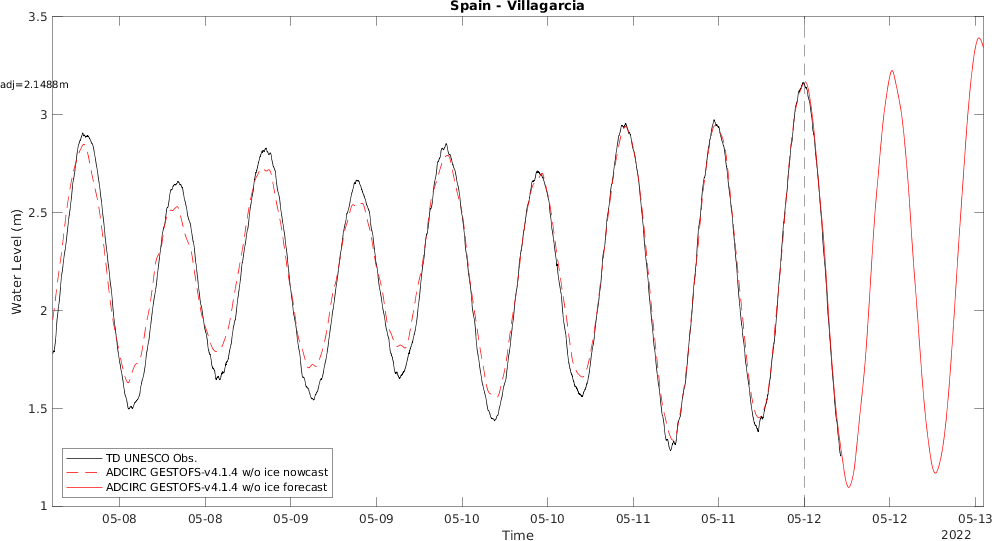 Spain - Villagarcia
3.5
adj=2.1488m
3
2.5
2
1.5
1
Water Level (m)
TD UNESCO Obs.
ADCIRC GESTOFS-v4.1.4 w/o ice nowcast
ADCIRC GESTOFS-v4.1.4 w/o ice forecast
05-08 05-08 05-09 05-09 05-10 05-10 05-11 05-11 05-12 05-12 05-13
Time
2022